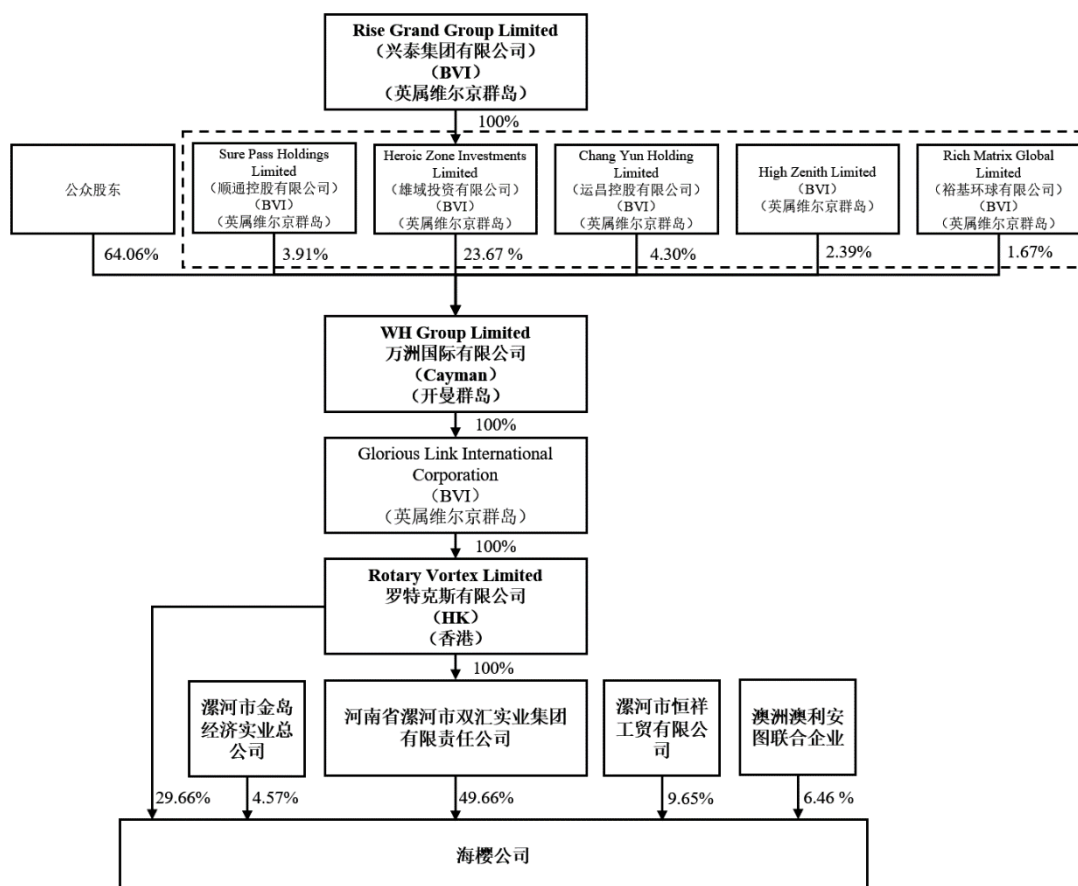 Rise Grand Group Limited
（兴泰集团有限公司）
（BVI）
（英属维尔京群岛）
100%
公众股东
Sure Pass Holdings
Limited
（顺通控股有限公司）
（BVI）
（英属维尔京群岛）
Heroic Zone Investments
Limited
（雄域投资有限公司）
（BVI）
（英属维尔京群岛）
Chang Yun Holding
Limited
（运昌控股有限公司）
（BVI）
（英属维尔京群岛）
High Zenith Limited
（BVI）
（英属维尔京群岛）
Rich Matrix Global
Limited
（裕基环球有限公司）
（BVI）
（英属维尔京群岛）
64.06%
3.91%
23.67 %
4.30%
2.39%
1.67%
WH Group Limited
万洲国际有限公司
（Cayman）
（开曼群岛）
100%
Glorious Link International
Corporation
（BVI）
（英属维尔京群岛）
100%
Rotary Vortex Limited
罗特克斯有限公司
（HK）
（香港）
100%
漯河市金岛
经济实业总
公司
河南省漯河市双汇实业集团
有限责任公司
漯河市恒祥
工贸有限公
司
澳洲澳利安
图联合企业
29.66%
4.57%
49.66%
9.65%
6.46 %
海樱公司